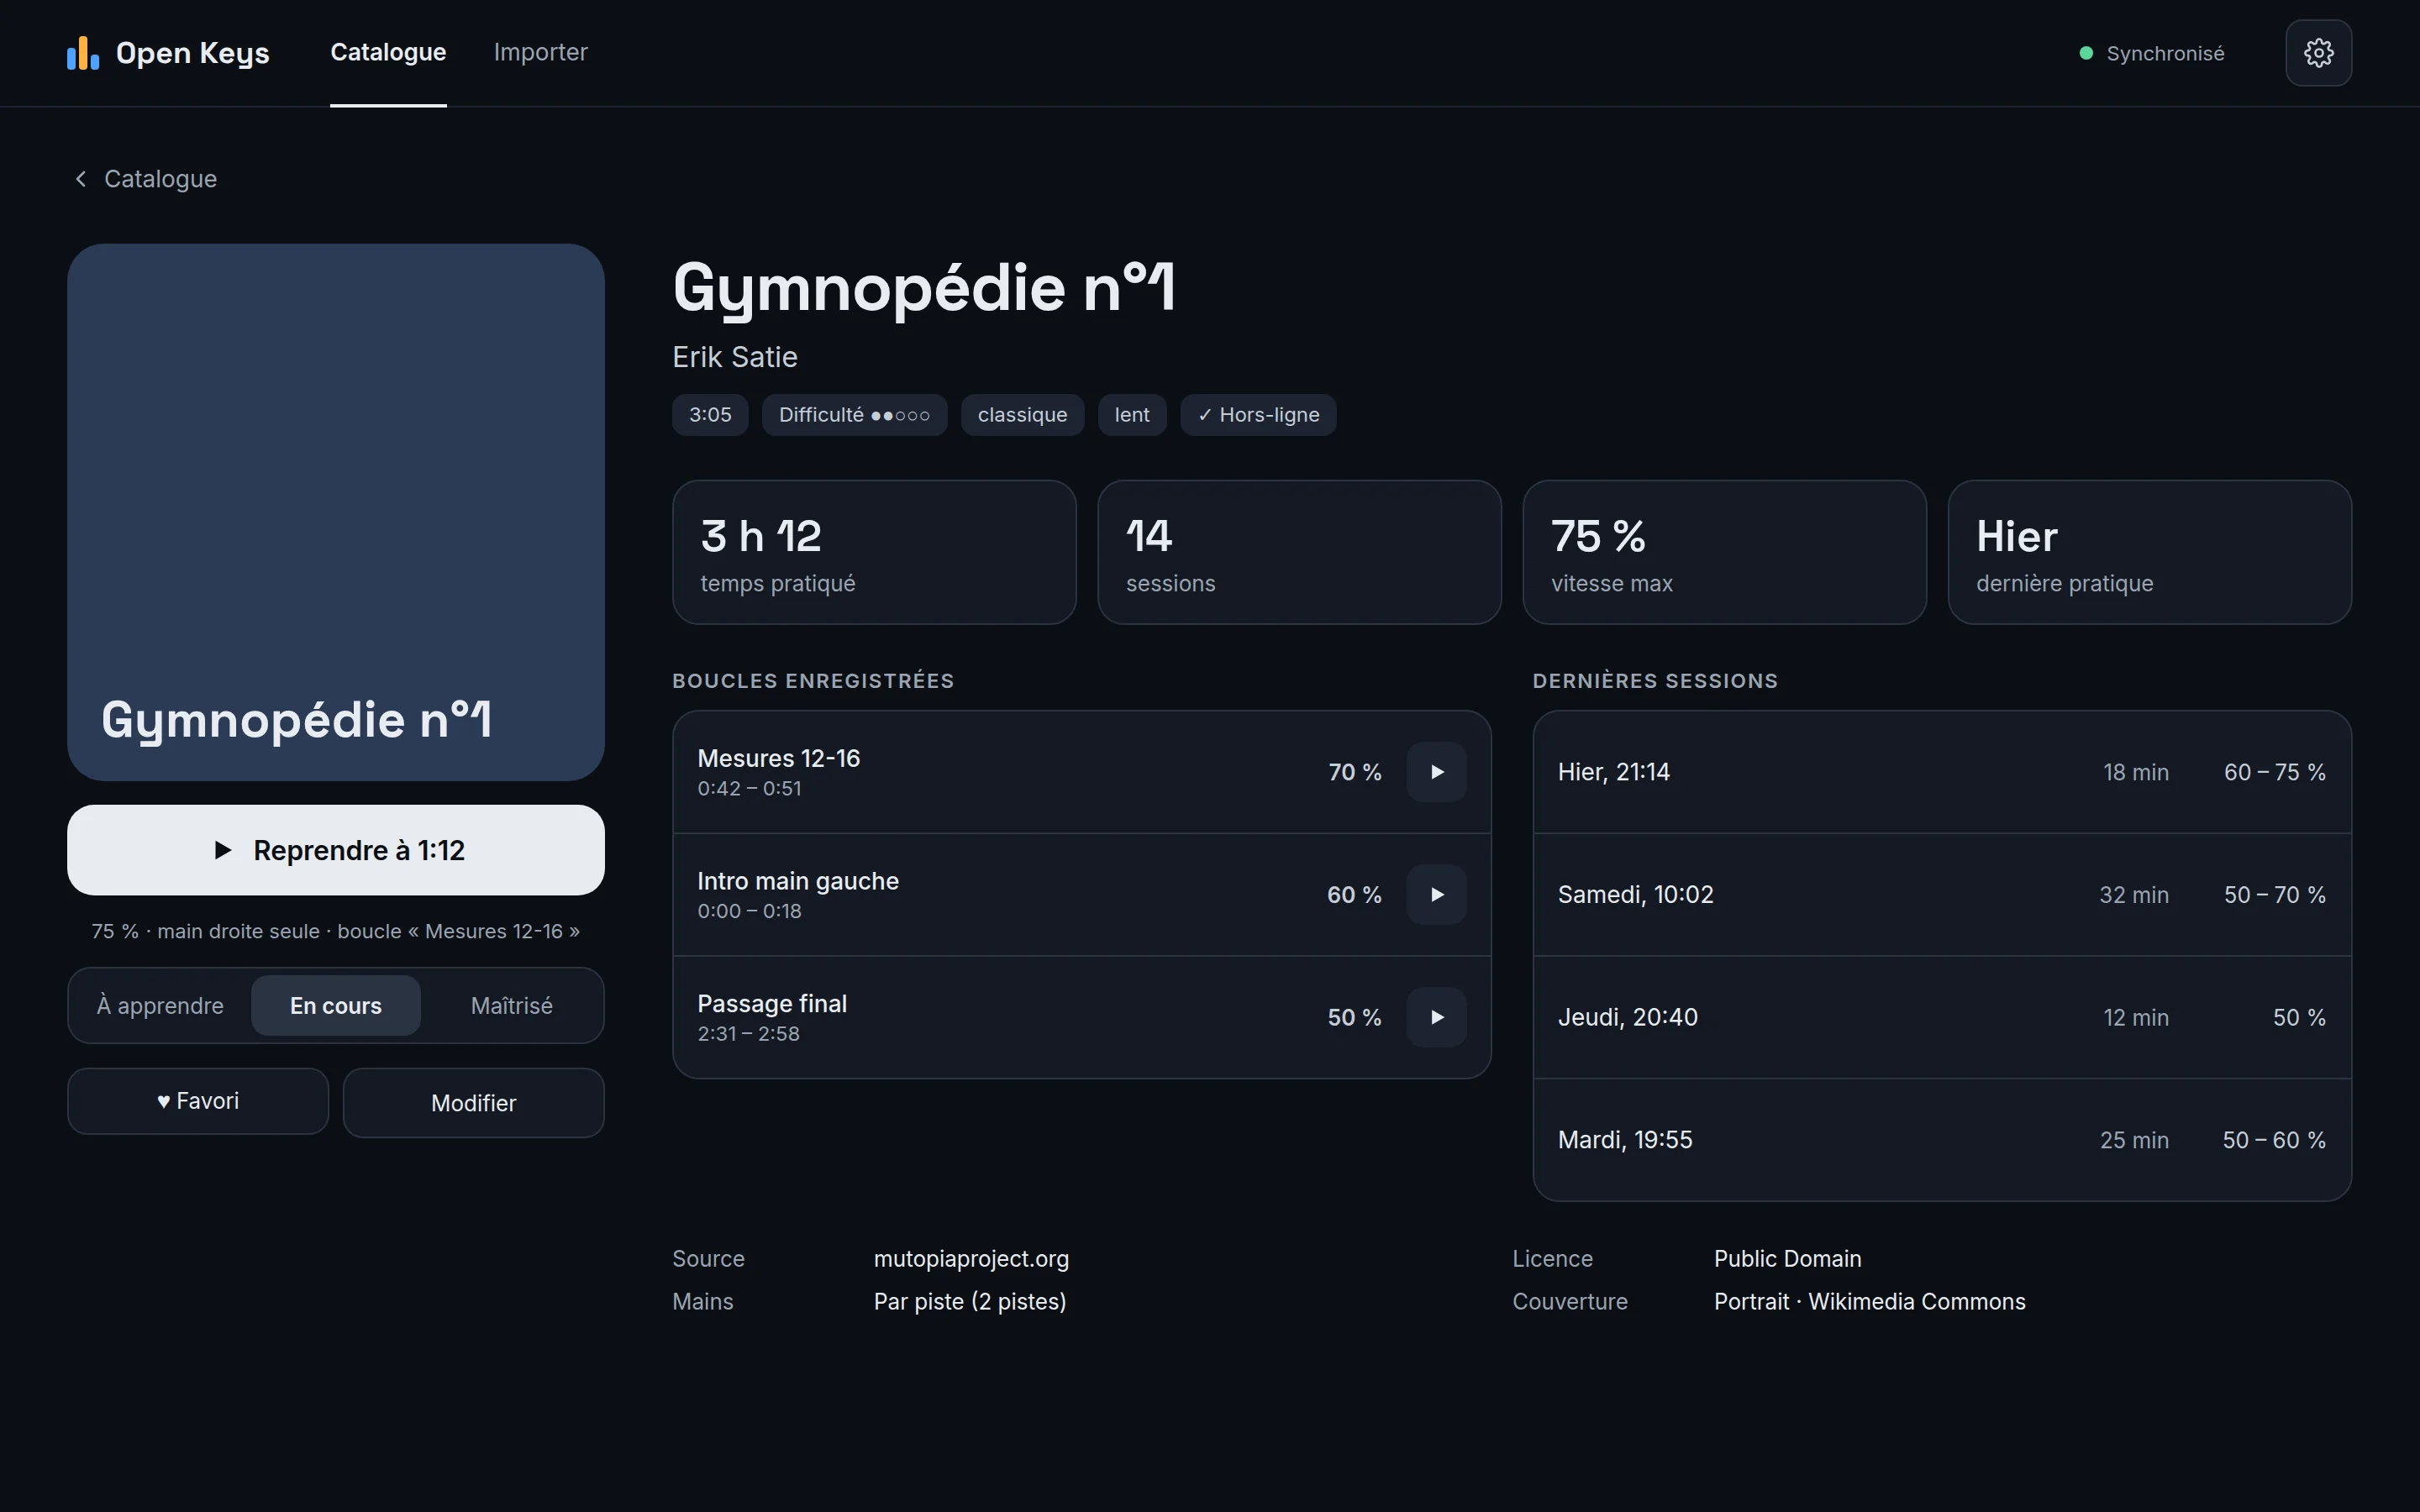 Open Keys
Catalogue
Importer
Synchronisé
Catalogue
Gymnopédie n°1
Reprendre à 1:12
75 % · main droite seule · boucle « Mesures 12-16 »
À apprendre
En cours
Maîtrisé
♥ Favori
Modifier
Gymnopédie n°1
Erik Satie
3:05
Difficulté ●●○○○
classique
lent
✓ Hors-ligne
3 h 12
temps pratiqué
14
sessions
75 %
vitesse max
Hier
dernière pratique
BOUCLES ENREGISTRÉES
Mesures 12-16
0:42 – 0:51
70 %
Intro main gauche
0:00 – 0:18
60 %
Passage final
2:31 – 2:58
50 %
DERNIÈRES SESSIONS
Hier, 21:14 18 min 60 – 75 %
Samedi, 10:02 32 min 50 – 70 %
Jeudi, 20:40 12 min 50 %
Mardi, 19:55 25 min 50 – 60 %
Source mutopiaproject.org
Licence Public Domain
Mains Par piste (2 pistes)
Couverture Portrait · Wikimedia Commons